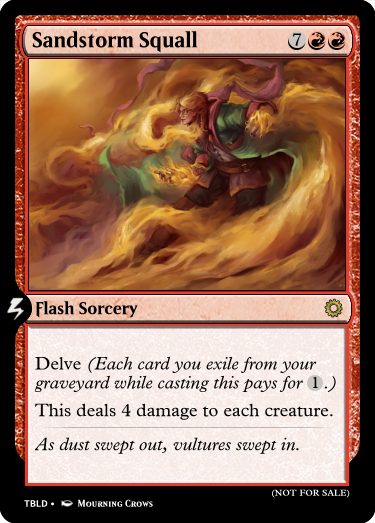 Sandstorm Squall 7
Flash Sorcery
Delve (Each card you exile from your
graveyard while casting this pays for 1.)
This deals 4 damage to each creature.
As dust swept out, vultures swept in.
(NOT FOR SALE)
TBLD • MOURNING CROWS